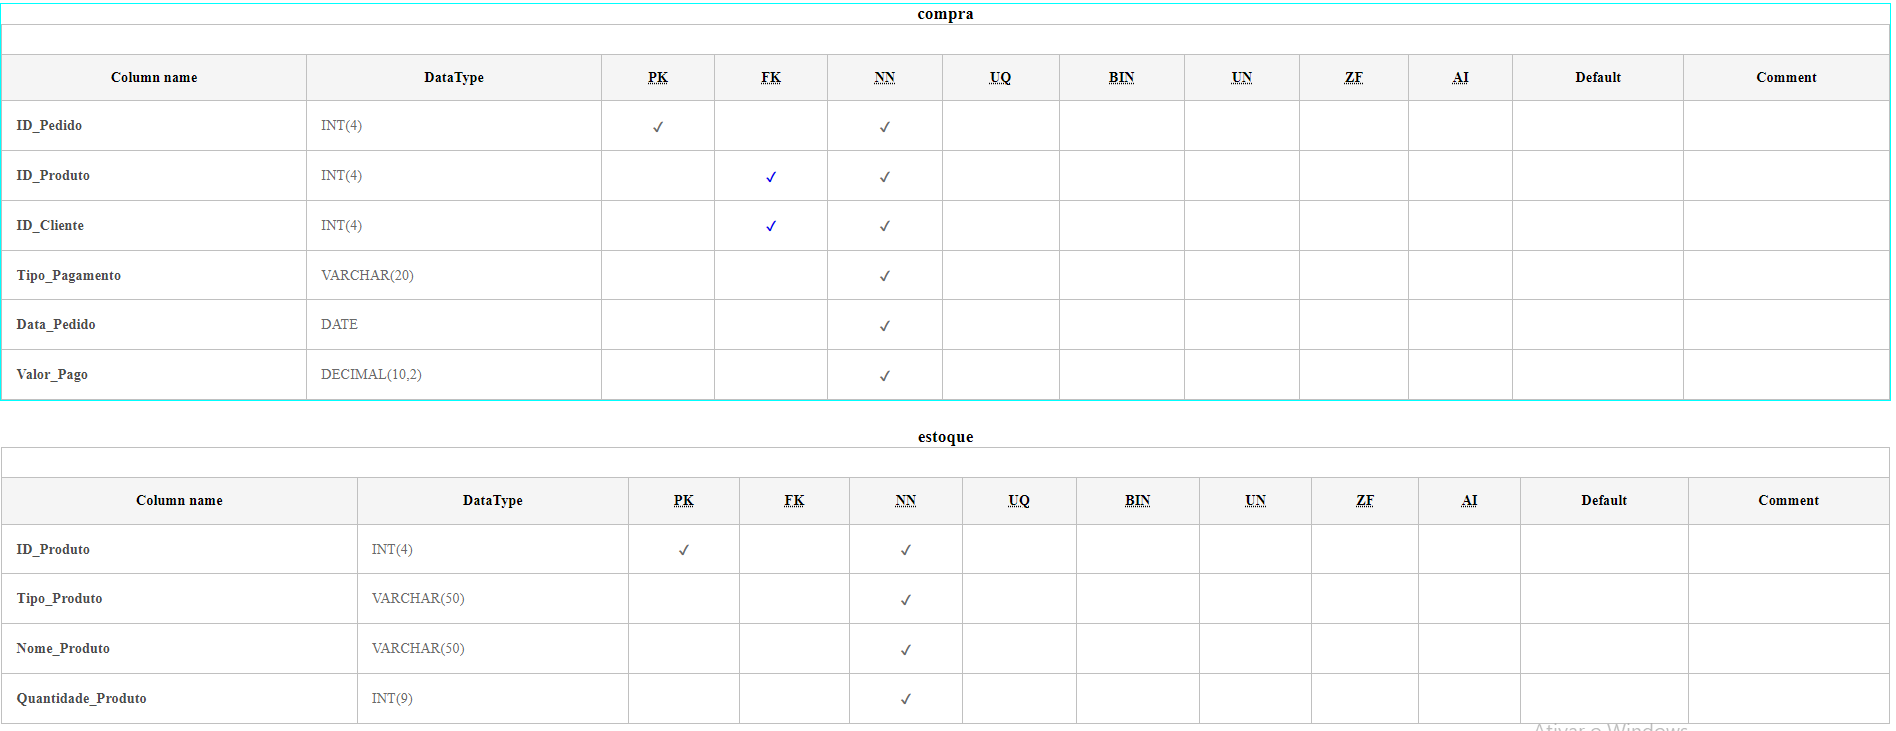 compra
Column name DataType PK FK NN UQ BIN UN ZF AI Default Comment
ID_Pedido INT(4) ✓ ✓
ID_Produto INT(4) ✓ ✓
ID_Cliente INT(4) ✓ ✓
Tipo_Pagamento VARCHAR(20) ✓
Data_Pedido DATE ✓
Valor_Pago DECIMAL(10,2) ✓
estoque
Column name DataType PK FK NN UQ BIN UN ZF AI Default Comment
ID_Produto INT(4) ✓ ✓
Tipo_Produto VARCHAR(50) ✓
Nome_Produto VARCHAR(50) ✓
Quantidade_Produto INT(9) ✓
Ativar o Windows